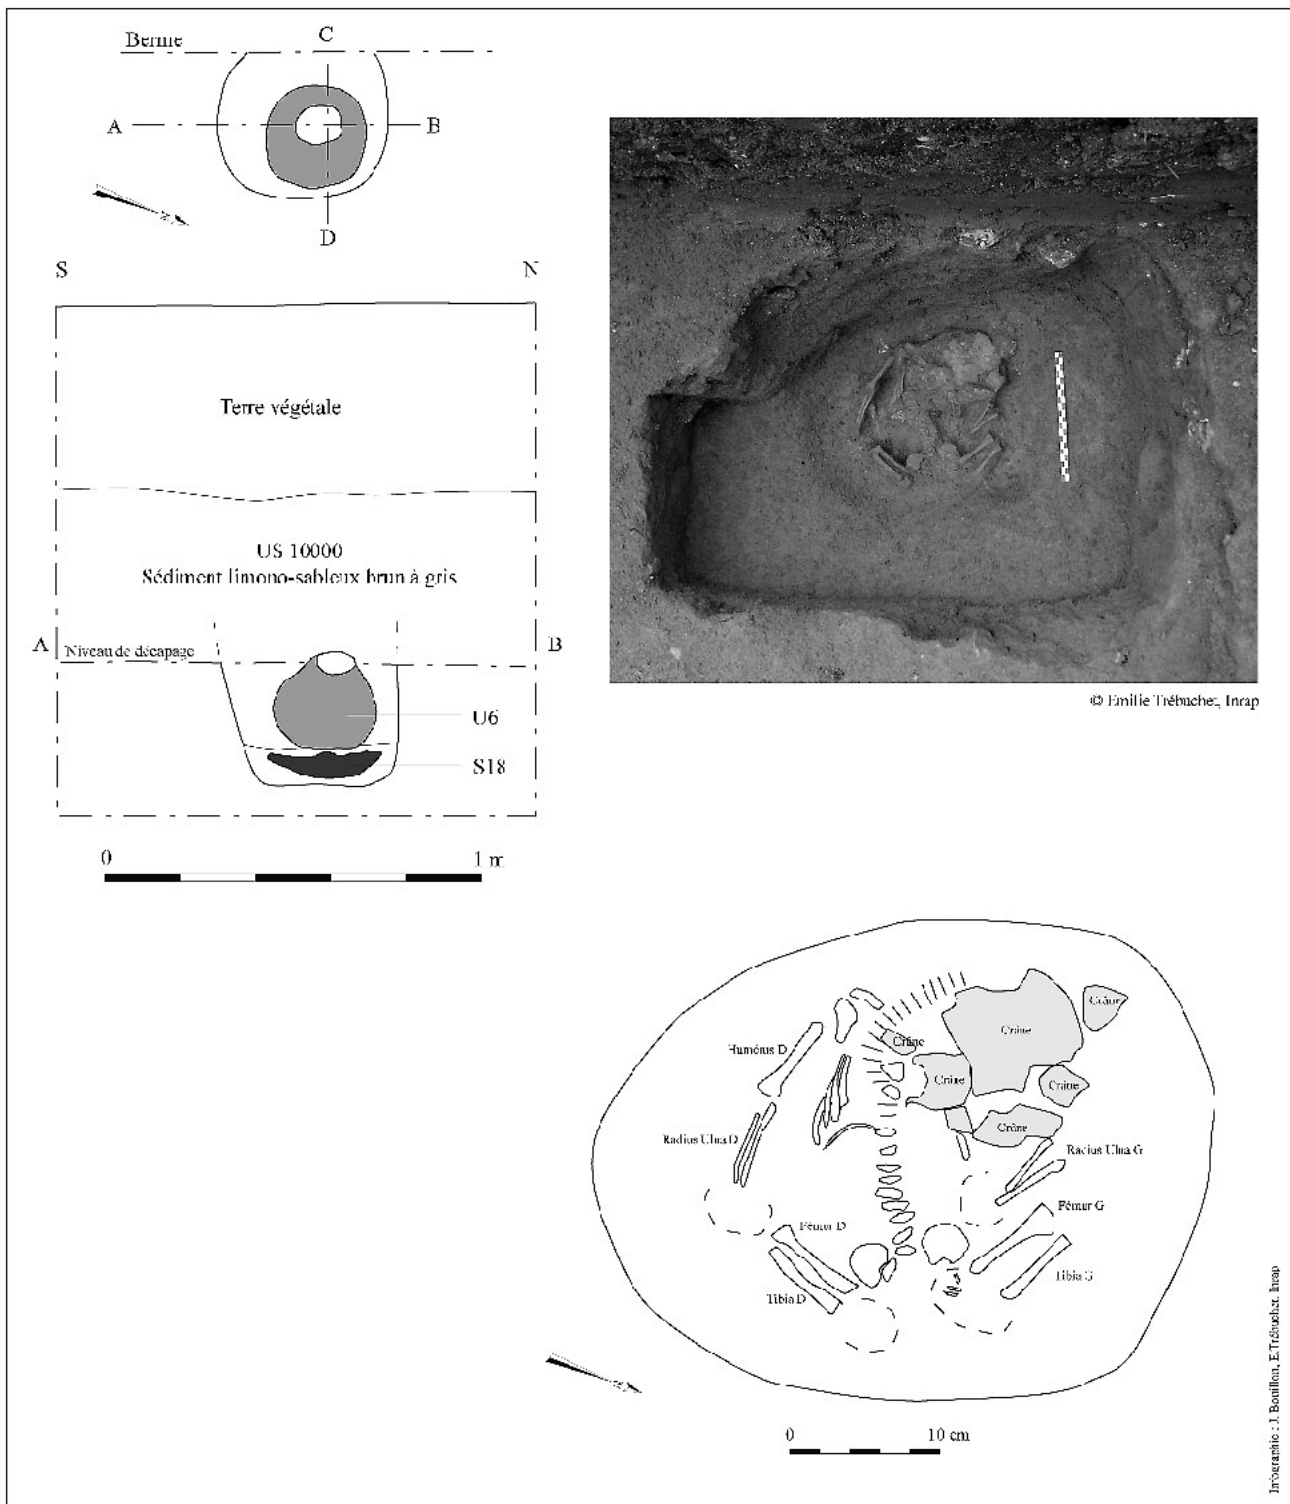 Berme
C
A
B
D
S
N
Terre végétale
US 10000
Sédiment limono-sableux brun à gris
A
Niveau de décapage
B
U6
S18
0
1 m
© Emilie Trébuchet, Inrap
Crâne
Crâne
Humérus D
Crâne
Crâne
Crâne
Crâne
Radius Ulna D
Radius Ulna G
Fémur G
Fémur D
Tibia G
Tibia D
0
10 cm
Infographie : J. Bouillon, E.Trébuchet, Inrap